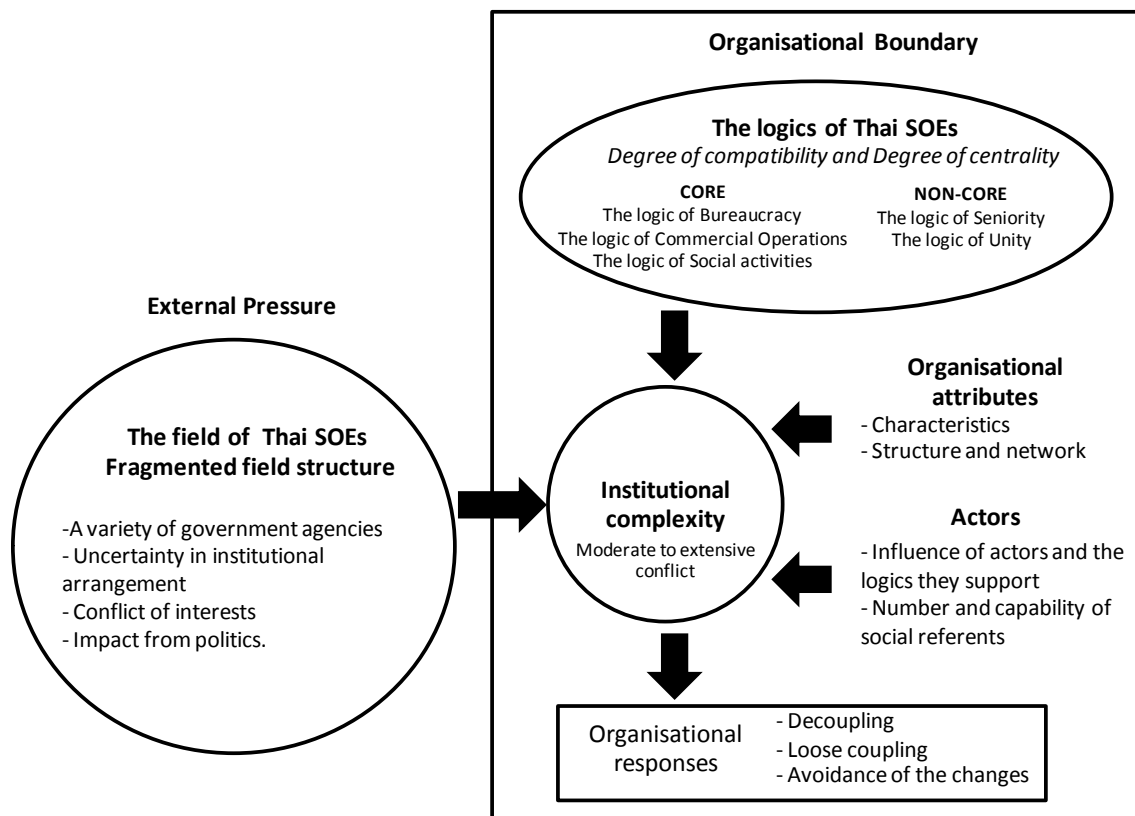 Organisational Boundary
The logics of Thai SOEs
Degree of compatibility and Degree of centrality
CORE
The logic of Bureaucracy
The logic of Commercial Operations
The logic of Social activities
NON-CORE
The logic of Seniority
The logic of Unity
External Pressure
The field of Thai SOEs
Fragmented field structure
-A variety of government agencies
- Uncertainty in institutional
arrangement
- Conflict of interests
- Impact from politics.
Institutional
complexity
Moderate to extensive
conflict
Organisational
attributes
- Characteristics
- Structure and network
Actors
- Influence of actors and the
logics they support
- Number and capability of
social referents
Organisational
responses
- Decoupling
- Loose coupling
- Avoidance of the changes